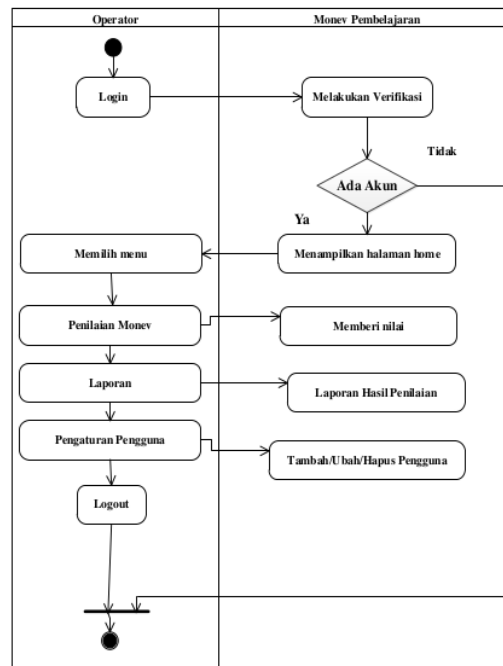 Operator
Monev Pembelajaran
Login
Melakukan Verifikasi
Tidak
Ada Akun
Ya
Memilih menu
Menampilkan halaman home
Penilaian Monev
Memberi nilai
Laporan
Laporan Hasil Penilaian
Pengaturan Pengguna
Tambah/Ubah/Hapus Pengguna
Logout